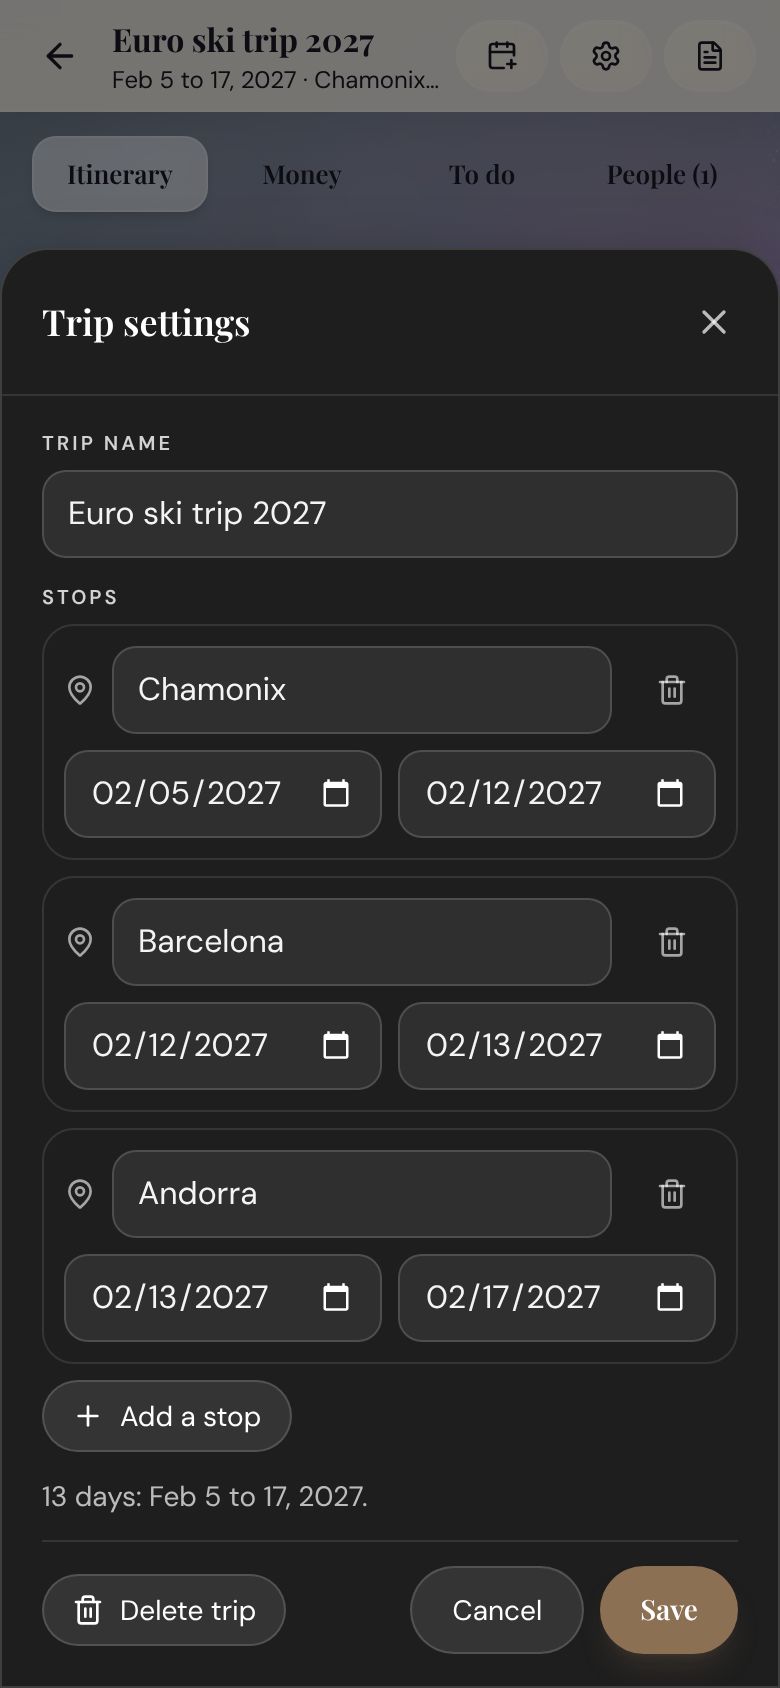 Euro ski trip 2027
Feb 5 to 17, 2027 · Chamonix...
Itinerary Money To do People (1)
Trip settings
TRIP NAME
Euro ski trip 2027
STOPS
Chamonix
02/05/2027 02/12/2027
Barcelona
02/12/2027 02/13/2027
Andorra
02/13/2027 02/17/2027
Add a stop
13 days: Feb 5 to 17, 2027.
Delete trip Cancel Save